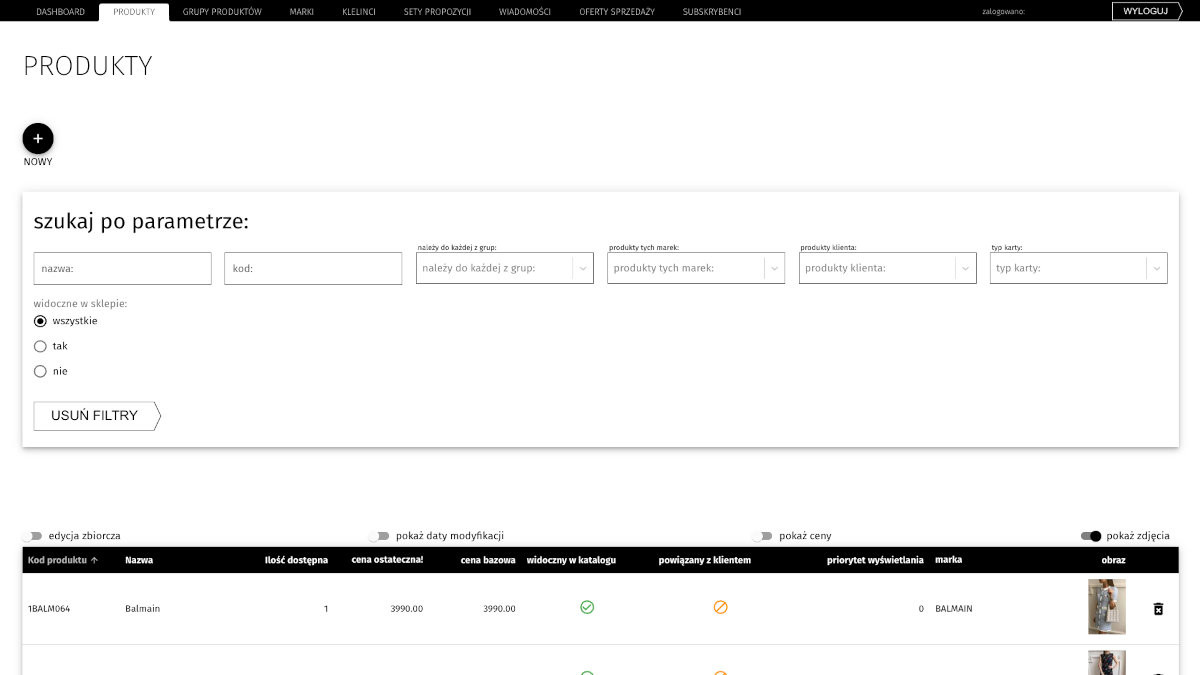 DASHBOARD PRODUKTY GRUPY PRODUKTÓW MARKI KLELINCI SETY PROPOZYCJI WIADOMOŚCI OFERTY SPRZEDAŻY SUBSKRYBENCI zalogowano: WYLOGUJ
PRODUKTY
+
NOWY
szukaj po parametrze:
należy do każdej z grup: produkty tych marek: produkty klienta: typ karty:
nazwa: kod: należy do każdej z grup: produkty tych marek: produkty klienta: typ karty:
widoczne w sklepie:
wszystkie
tak
nie
USUŃ FILTRY
edycja zbiorcza pokaż daty modyfikacji pokaż ceny pokaż zdjęcia
Kod produktu Nazwa Ilość dostępna cena ostateczna! cena bazowa widoczny w katalogu powiązany z klientem priorytet wyświetlania marka obraz
1BALM064 Balmain 1 3990.00 3990.00 0 BALMAIN